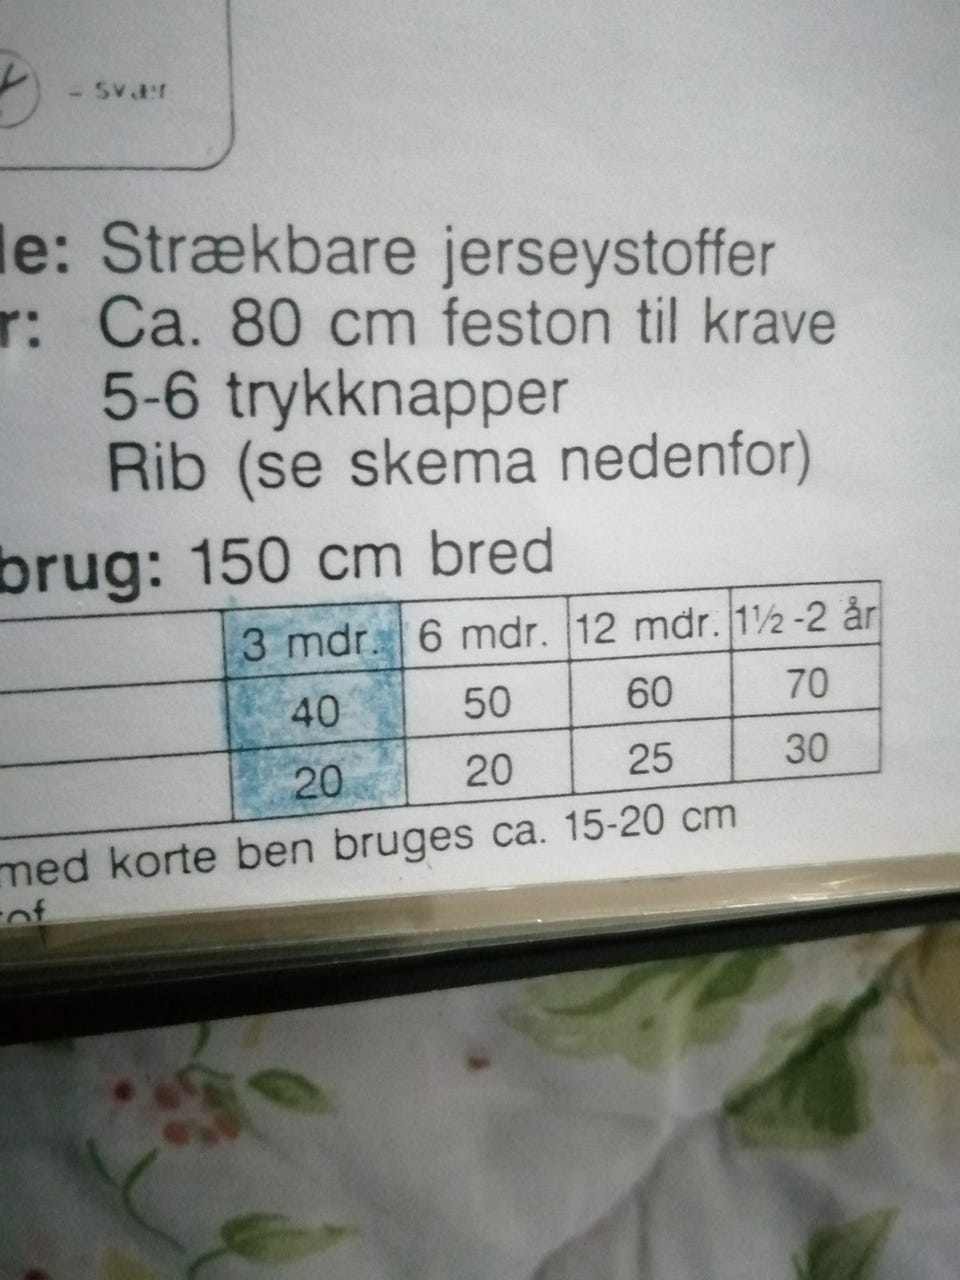 - svær
le: Strækbare jerseystoffer
r: Ca. 80 cm feston til krave
5-6 trykknapper
Rib (se skema nedenfor)
brug: 150 cm bred
3 mdr. 6 mdr. 12 mdr. 1½-2 år
40 50 60 70
20 20 25 30
med korte ben bruges ca. 15-20 cm
tof